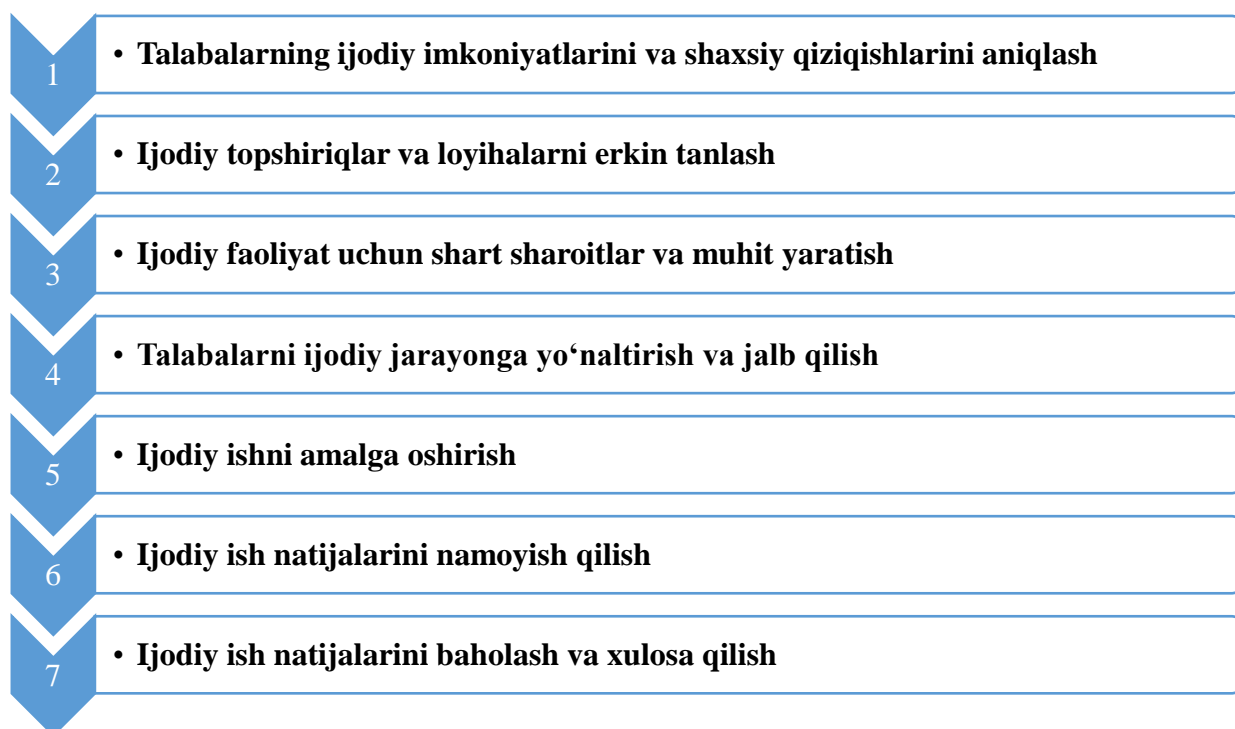 1
• Talabalarning ijodiy imkoniyatlarini va shaxsiy qiziqishlarini aniqlash
2
• Ijodiy topshiriqlar va loyihalarni erkin tanlash
3
• Ijodiy faoliyat uchun shart sharoitlar va muhit yaratish
4
• Talabalarni ijodiy jarayonga yo‘naltirish va jalb qilish
5
• Ijodiy ishni amalga oshirish
6
• Ijodiy ish natijalarini namoyish qilish
7
• Ijodiy ish natijalarini baholash va xulosa qilish